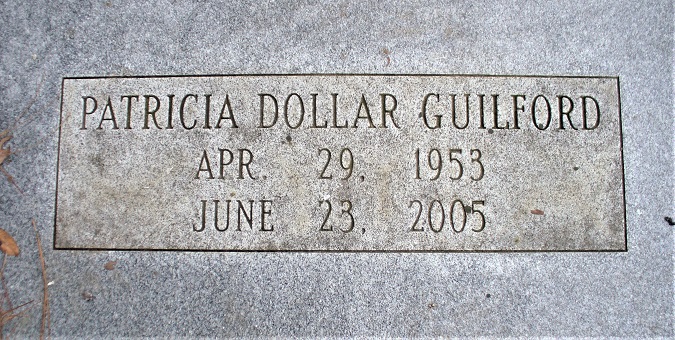 PATRICIA DOLLAR GUILFORD
APR. 29, 1953
JUNE 23, 2005